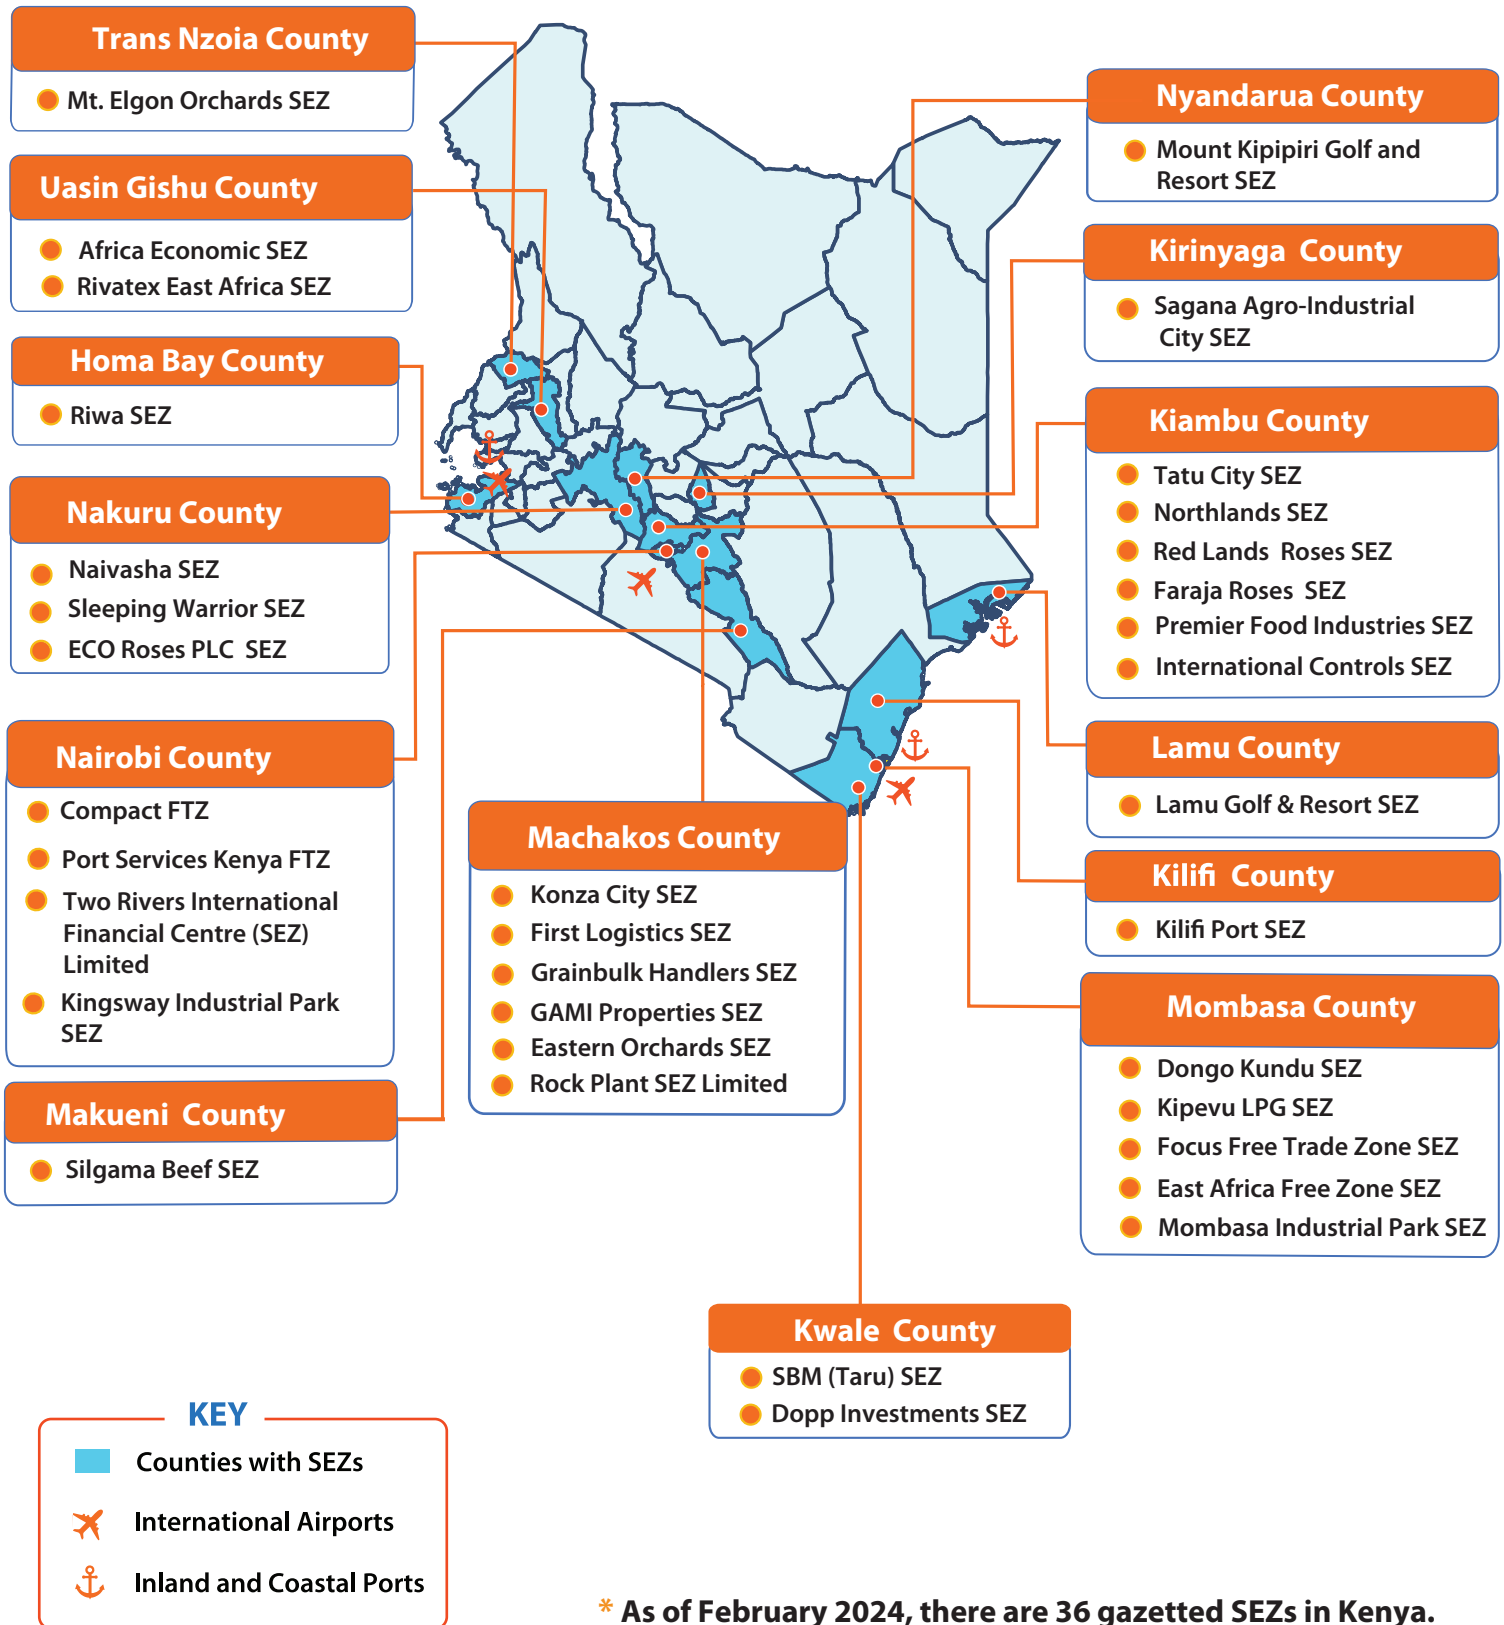 Trans Nzoia County
Mt. Elgon Orchards SEZ
Uasin Gishu County
Africa Economic SEZ
Rivatex East Africa SEZ
Homa Bay County
Riwa SEZ
Nakuru County
Naivasha SEZ
Sleeping Warrior SEZ
ECO Roses PLC SEZ
Nairobi County
Compact FTZ
Port Services Kenya FTZ
Two Rivers International
Financial Centre (SEZ)
Limited
Kingsway Industrial Park
SEZ
Makueni County
Silgama Beef SEZ
Machakos County
Konza City SEZ
First Logistics SEZ
Grainbulk Handlers SEZ
GAMI Properties SEZ
Eastern Orchards SEZ
Rock Plant SEZ Limited
Nyandarua County
Mount Kipipiri Golf and
Resort SEZ
Kirinyaga County
Sagana Agro-Industrial
City SEZ
Kiambu County
Tatu City SEZ
Northlands SEZ
Red Lands Roses SEZ
Faraja Roses SEZ
Premier Food Industries SEZ
International Controls SEZ
Lamu County
Lamu Golf & Resort SEZ
Kilifi County
Kilifi Port SEZ
Mombasa County
Dongo Kundu SEZ
Kipevu LPG SEZ
Focus Free Trade Zone SEZ
East Africa Free Zone SEZ
Mombasa Industrial Park SEZ
Kwale County
SBM (Taru) SEZ
Dopp Investments SEZ
KEY
Counties with SEZs
International Airports
Inland and Coastal Ports
* As of February 2024, there are 36 gazetted SEZs in Kenya.